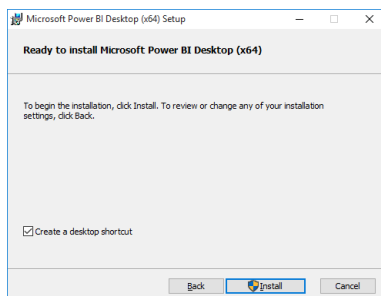 Microsoft Power BI Desktop (x64) Setup
Ready to install Microsoft Power BI Desktop (x64)
To begin the installation, click Install. To review or change any of your installation
settings, click Back.
Create a desktop shortcut
Back Install Cancel